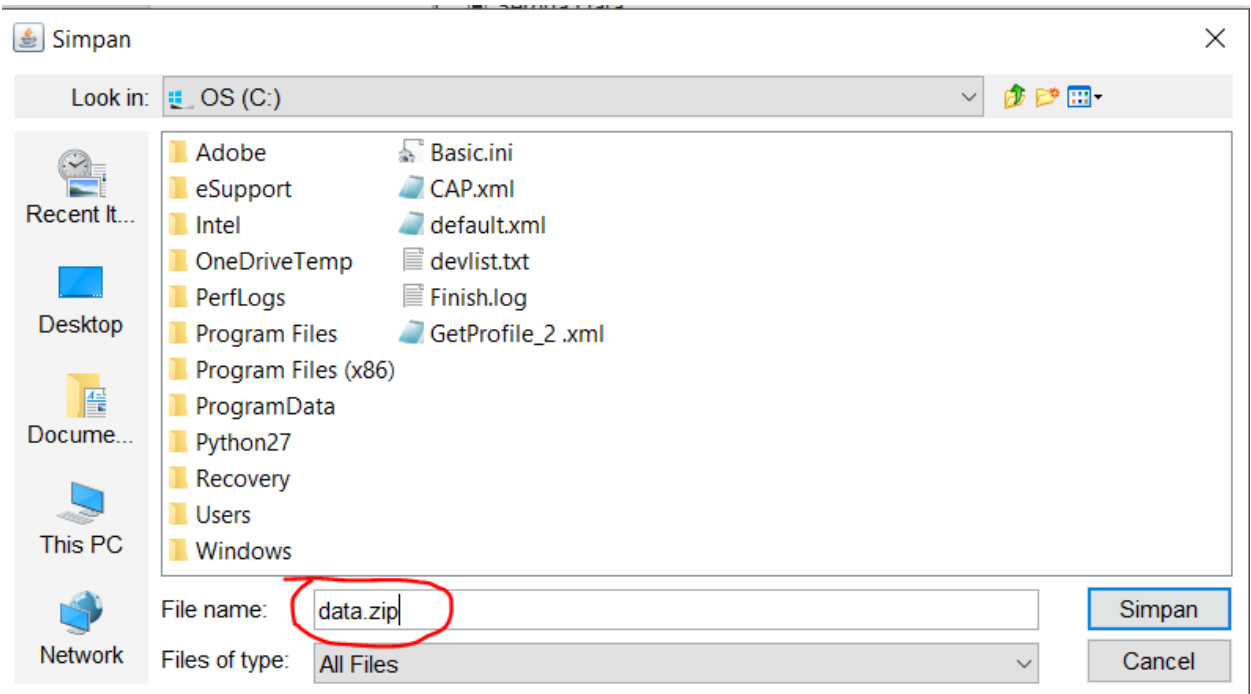 Simpan
Look in: OS (C:)
Recent It...
Desktop
Docume...
This PC
Network
Adobe
eSupport
Intel
OneDriveTemp
PerfLogs
Program Files
Program Files (x86)
ProgramData
Python27
Recovery
Users
Windows
Basic.ini
CAP.xml
default.xml
devlist.txt
Finish.log
GetProfile_2 .xml
File name: data.zip Simpan
Files of type: All Files Cancel